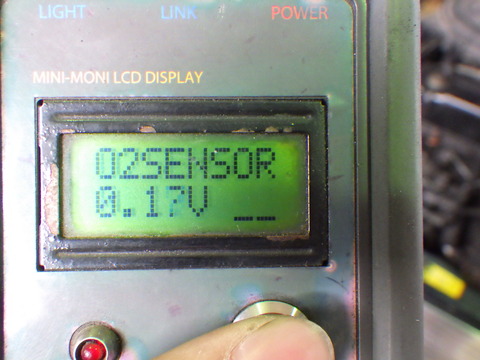 LIGHT LINK POWER
MINI-MONI LCD DISPLAY
O2SENSOR
0.17V __